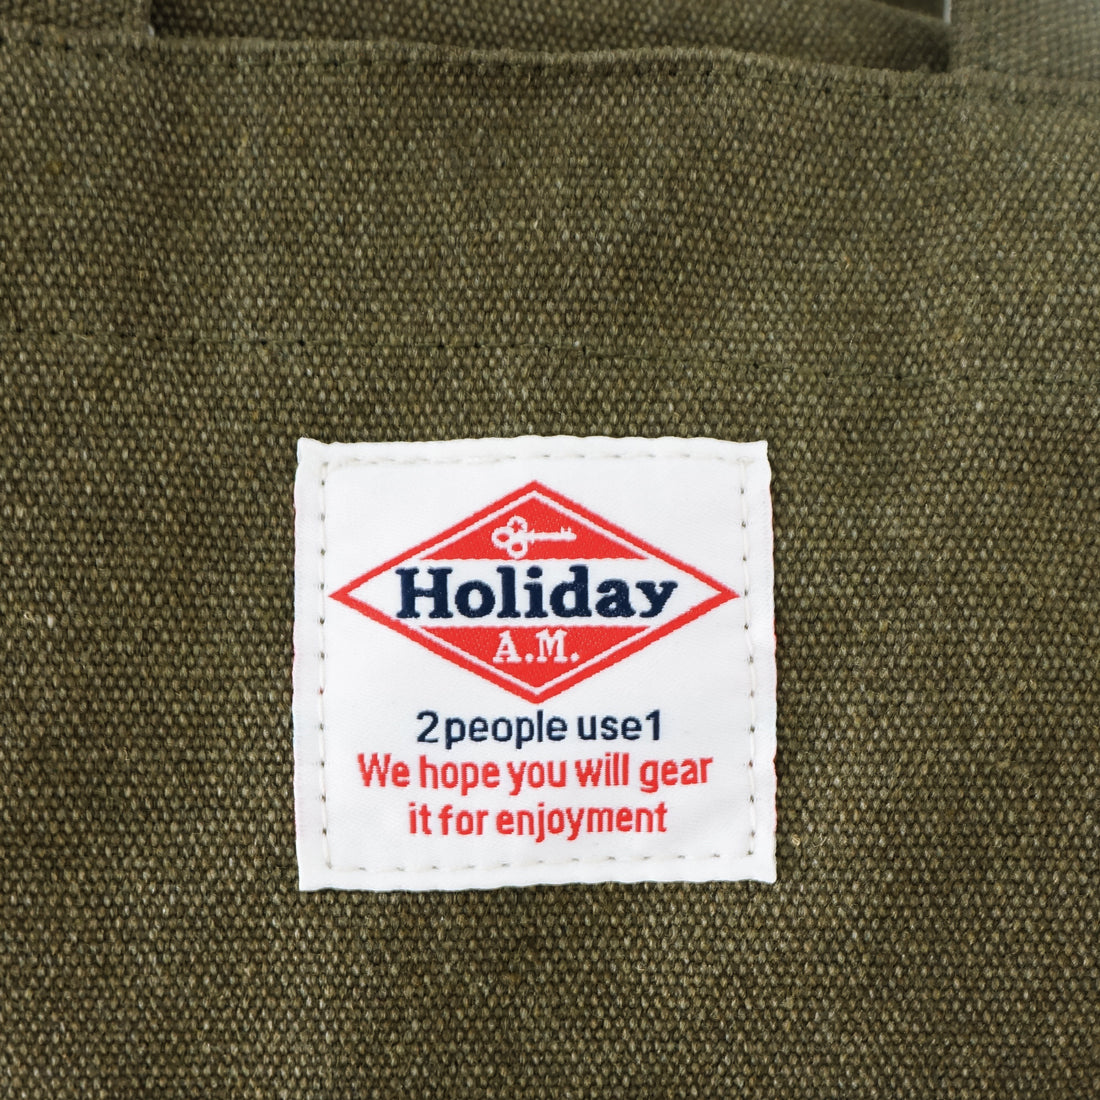 Holiday
A.M.
2people use1
We hope you will gear
it for enjoyment